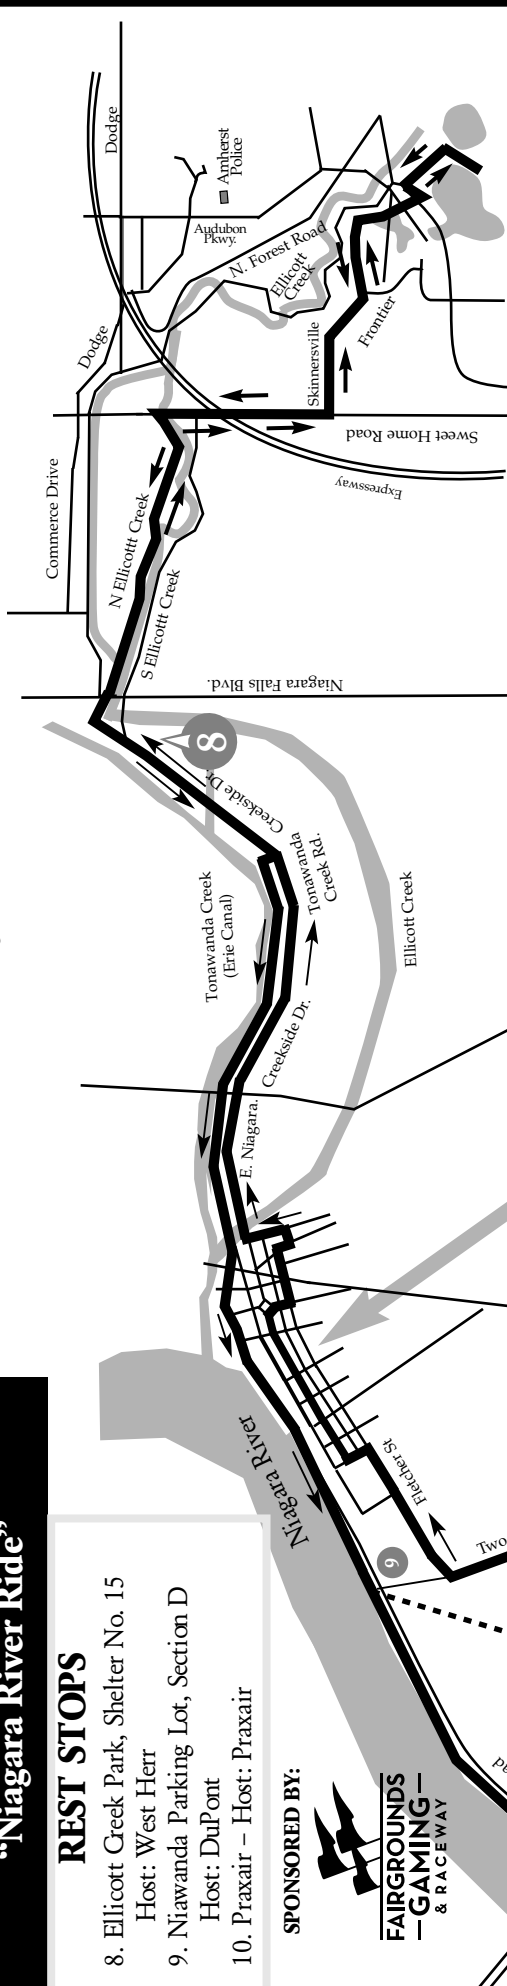 "Niagara River Ride"
REST STOPS
8. Ellicott Creek Park, Shelter No. 15
Host: West Herr
9. Niawanda Parking Lot, Section D
Host: DuPont
10. Praxair – Host: Praxair
SPONSORED BY:
FAIRGROUNDS
GAMING
& RACEWAY
Niagara River
9
Two
Fletcher St
E. Niagara.
Creekside Dr.
Tonawanda
Creek Rd.
Tonawanda Creek
(Erie Canal)
Ellicott Creek
Creekside Dr
8
Niagara Falls Blvd.
S Ellicottt Creek
N Ellicottt Creek
Commerce Drive
Expressway
Sweet Home Road
Skinnersville
Frontier
Dodge
Ellicott
Creek
N. Forest Road
Audubon
Pkwy.
Amherst
Police
Dodge